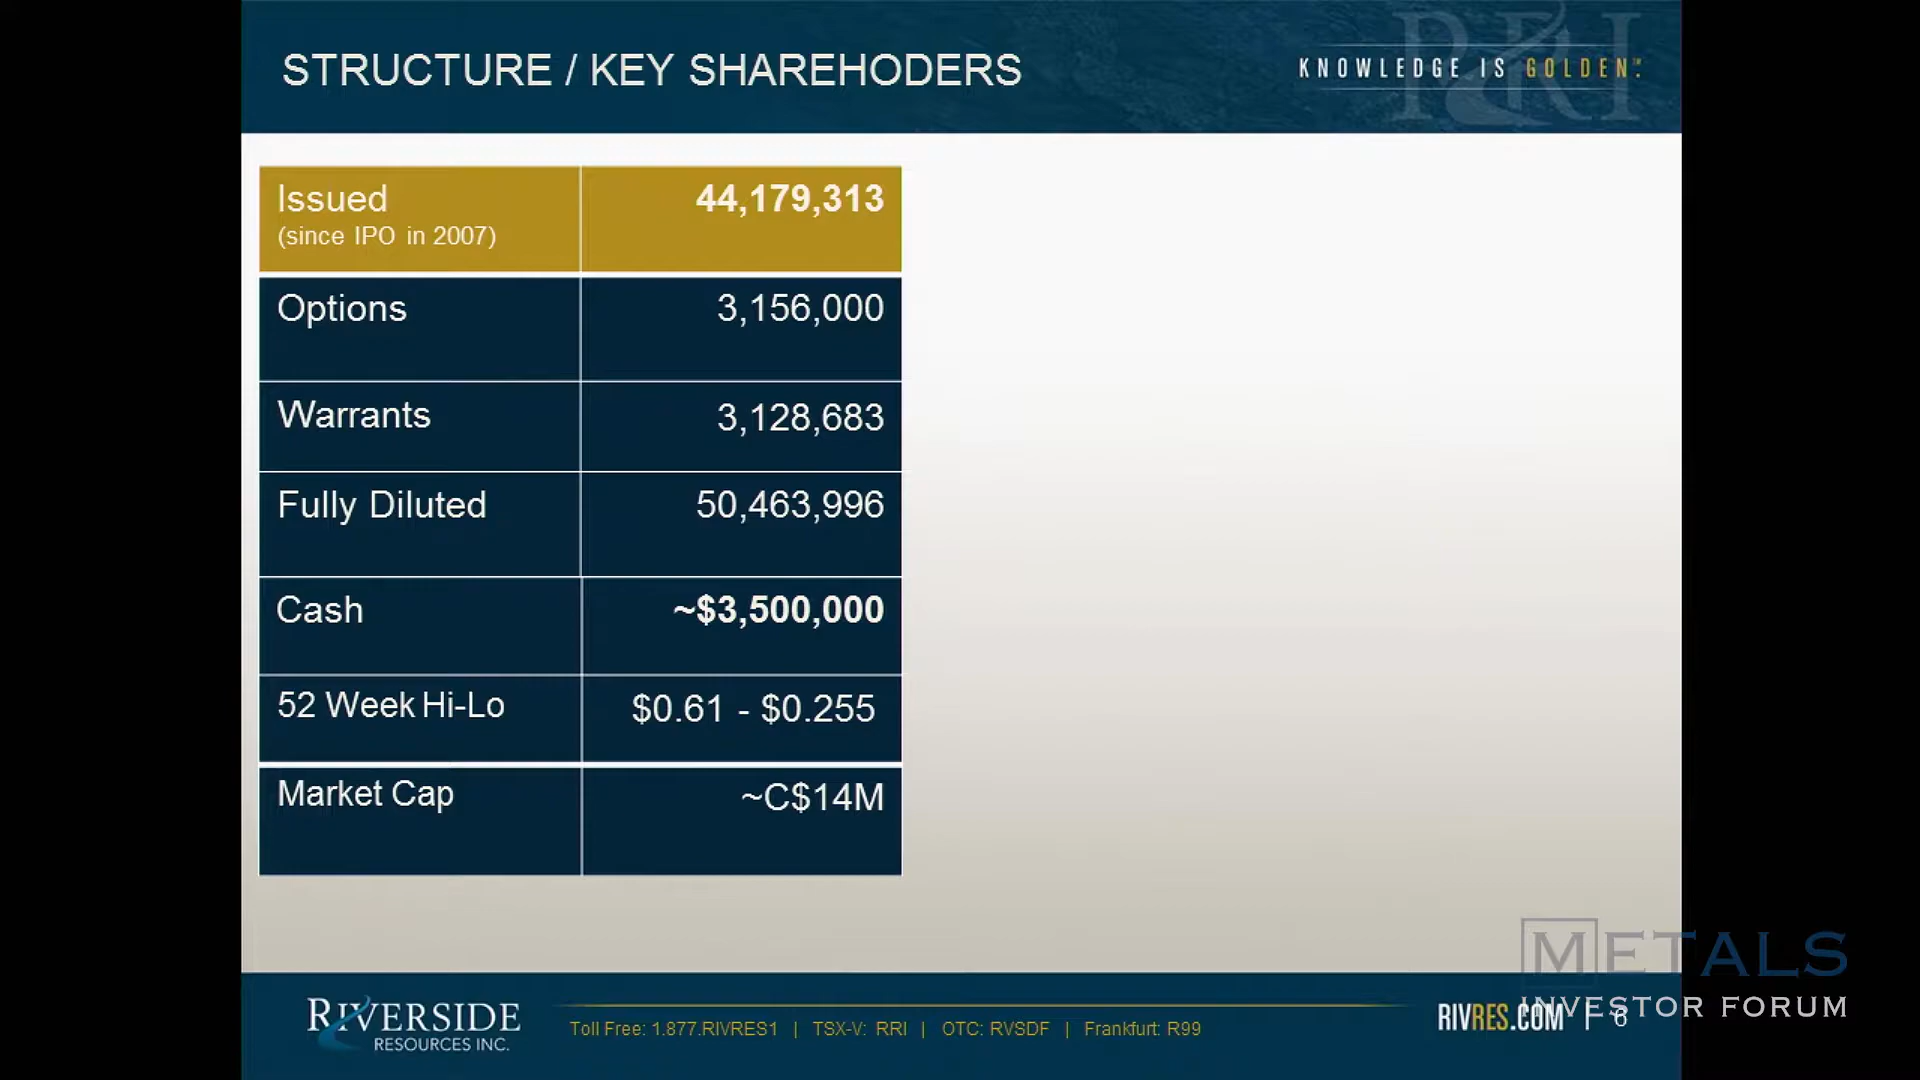 STRUCTURE / KEY SHAREHODERS
KNOWLEDGE IS GOLDEN.™
RRI
Issued 44,179,313
(since IPO in 2007)
Options 3,156,000
Warrants 3,128,683
Fully Diluted 50,463,996
Cash ~$3,500,000
52 Week Hi-Lo $0.61 - $0.255
Market Cap ~C$14M
METALS
INVESTOR FORUM
RIVERSIDE
RESOURCES INC.
Toll Free: 1.877.RIVRES1 | TSX-V: RRI | OTC: RVSDF | Frankfurt: R99
RIVRES.COM | 6